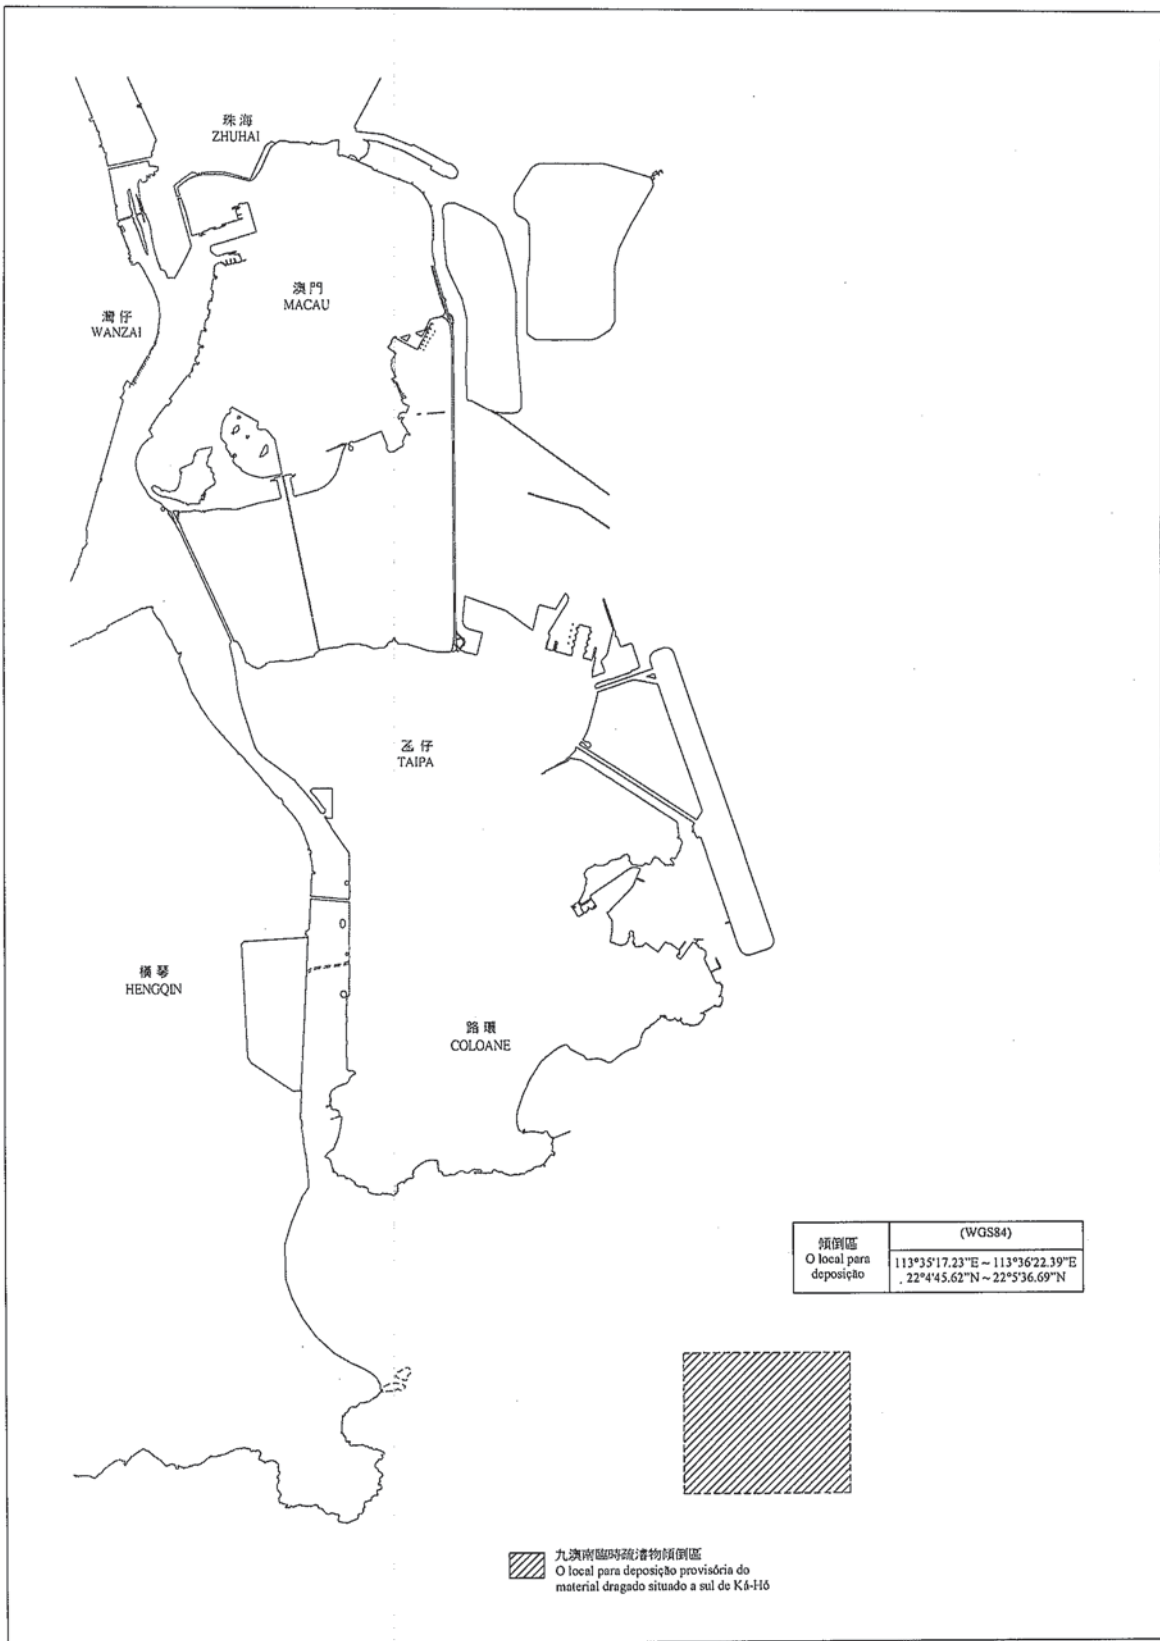 珠海
ZHUHAI
澳門
MACAU
灣仔
WANZAI
氹仔
TAIPA
橫琴
HENGQIN
路環
COLOANE
傾倒區
O local para
deposição
(WGS84)
113°35'17.23"E ~ 113°36'22.39"E
22°4'45.62"N ~ 22°5'36.69"N
九澳南臨時疏濬物傾倒區
O local para deposição provisória do
material dragado situado a sul de Ká-Hó